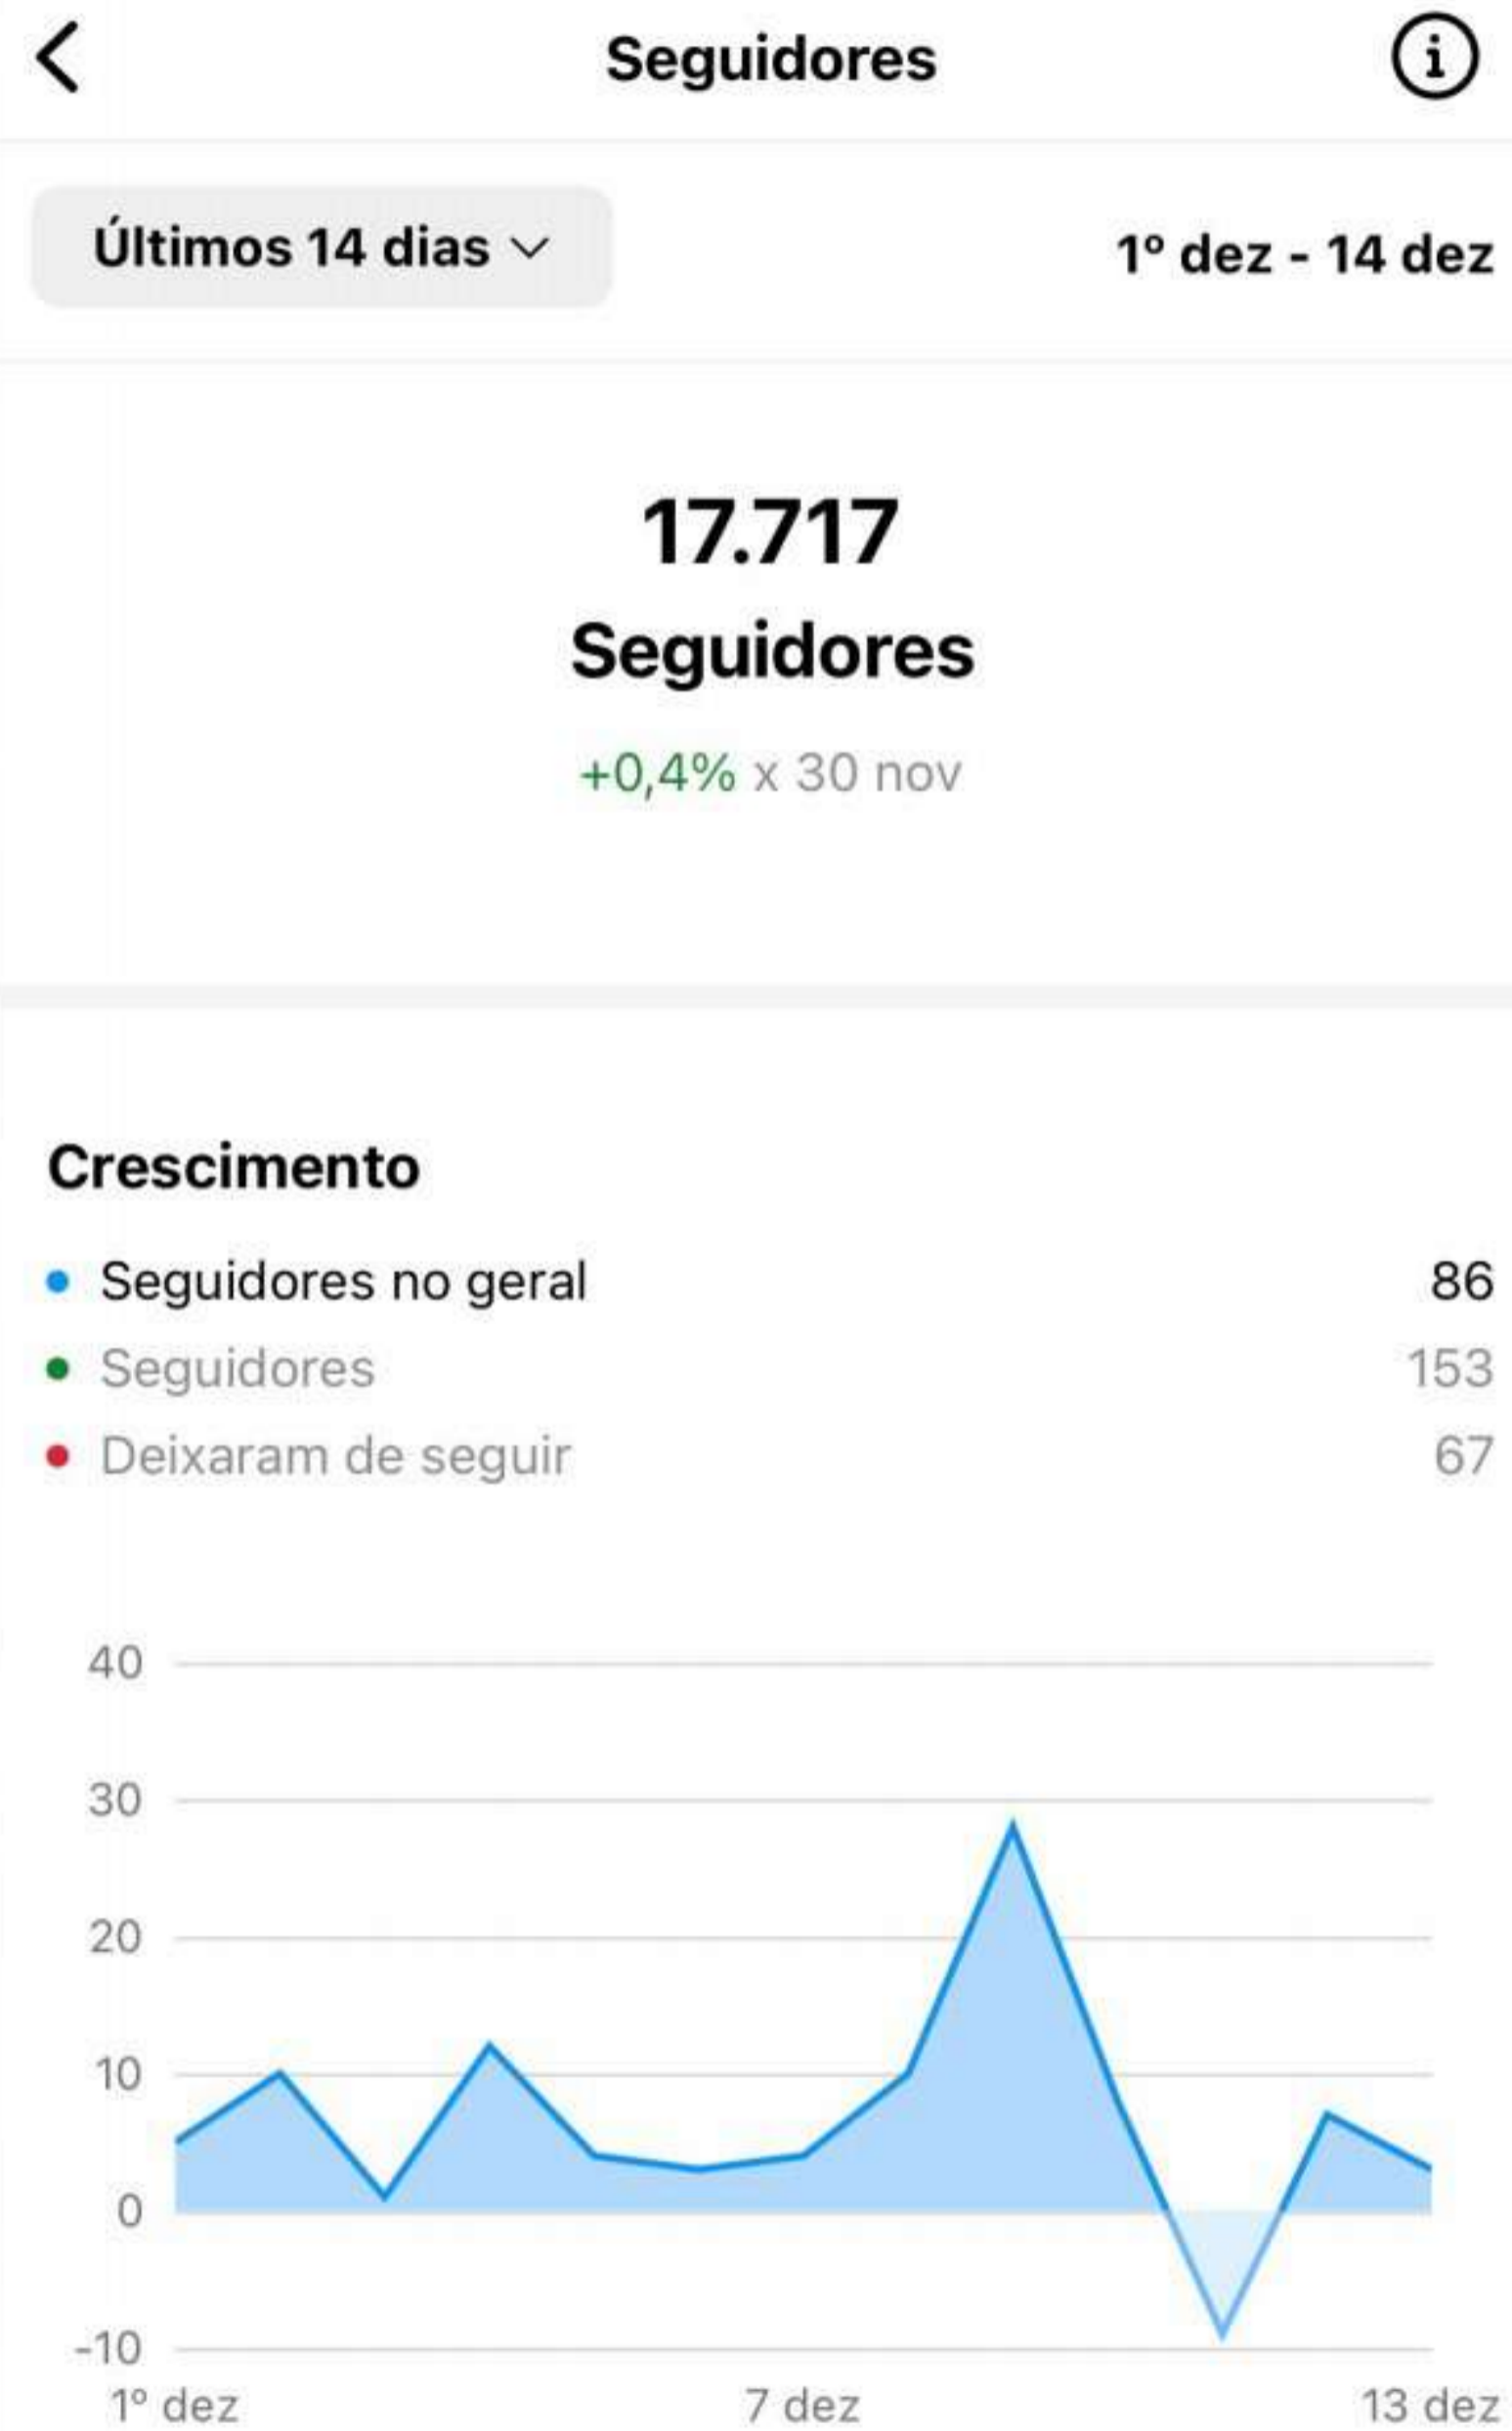 Seguidores
Últimos 14 dias
1º dez - 14 dez
17.717
Seguidores
+0,4% x 30 nov
Crescimento
Seguidores no geral 86
Seguidores 153
Deixaram de seguir 67
40
30
20
10
0
-10
1º dez 7 dez 13 dez